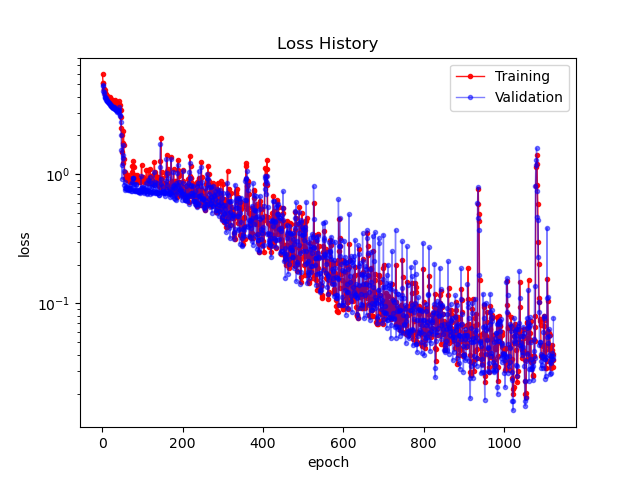 Loss History
Training
Validation
10⁰
10⁻¹
loss
0 200 400 600 800 1000
epoch